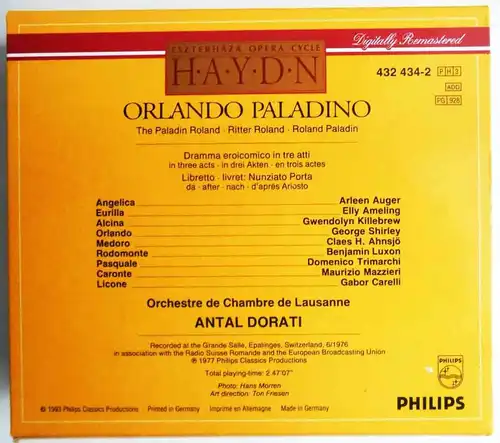 ESZTERHÁZA OPERA CYCLE
H·A·Y·D·N
Digitally Remastered
432 434-2
P H 3
ADD
PG 928
ORLANDO PALADINO
The Paladin Roland · Ritter Roland · Roland Paladin
Dramma eroicomico in tre atti
in three acts · in drei Akten · en trois actes
Libretto · livret: Nunziato Porta
da · after · nach · d'après Ariosto
Angelica Arleen Auger
Eurilla Elly Ameling
Alcina Gwendolyn Killebrew
Orlando George Shirley
Medoro Claes H. Ahnsjö
Rodomonte Benjamin Luxon
Pasquale Domenico Trimarchi
Caronte Maurizio Mazzieri
Licone Gabor Carelli
Orchestre de Chambre de Lausanne
ANTAL DORATI
Recorded at the Grande Salle, Epalinges, Switzerland, 6/1976
in association with the Radio Suisse Romande and the European Broadcasting Union
℗ 1977 Philips Classics Productions
Total playing-time: 2.47'07"
Photo: Hans Morren
Art direction: Ton Friesen
© 1993 Philips Classics Productions Printed in Germany Imprimé en Allemagne Made in Germany
PHILIPS
PHILIPS